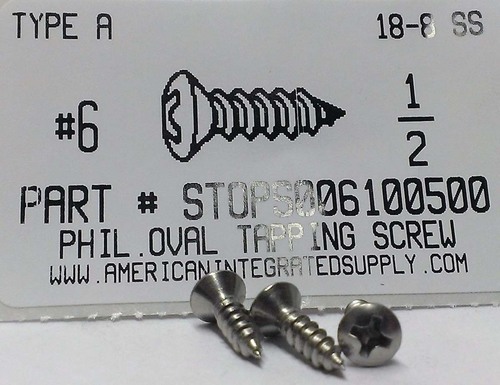 TYPE A 18-8 SS
#6 1/2
PART # STOPS006100500
PHIL.OVAL TAPPING SCREW
WWW.AMERICANINTEGRATEDSUPPLY.COM